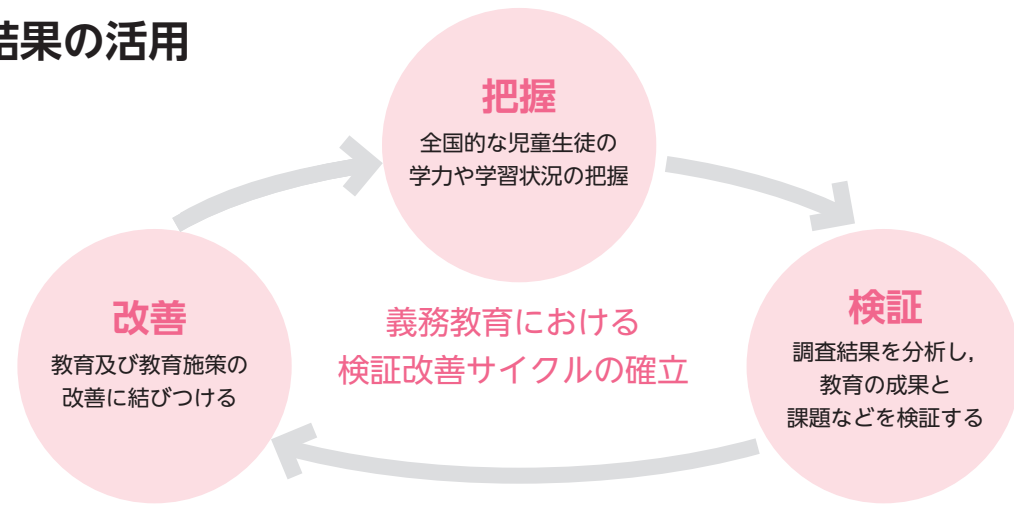 結果の活用
把握
全国的な児童生徒の
学力や学習状況の把握
改善
教育及び教育施策の
改善に結びつける
義務教育における
検証改善サイクルの確立
検証
調査結果を分析し，
教育の成果と
課題などを検証する